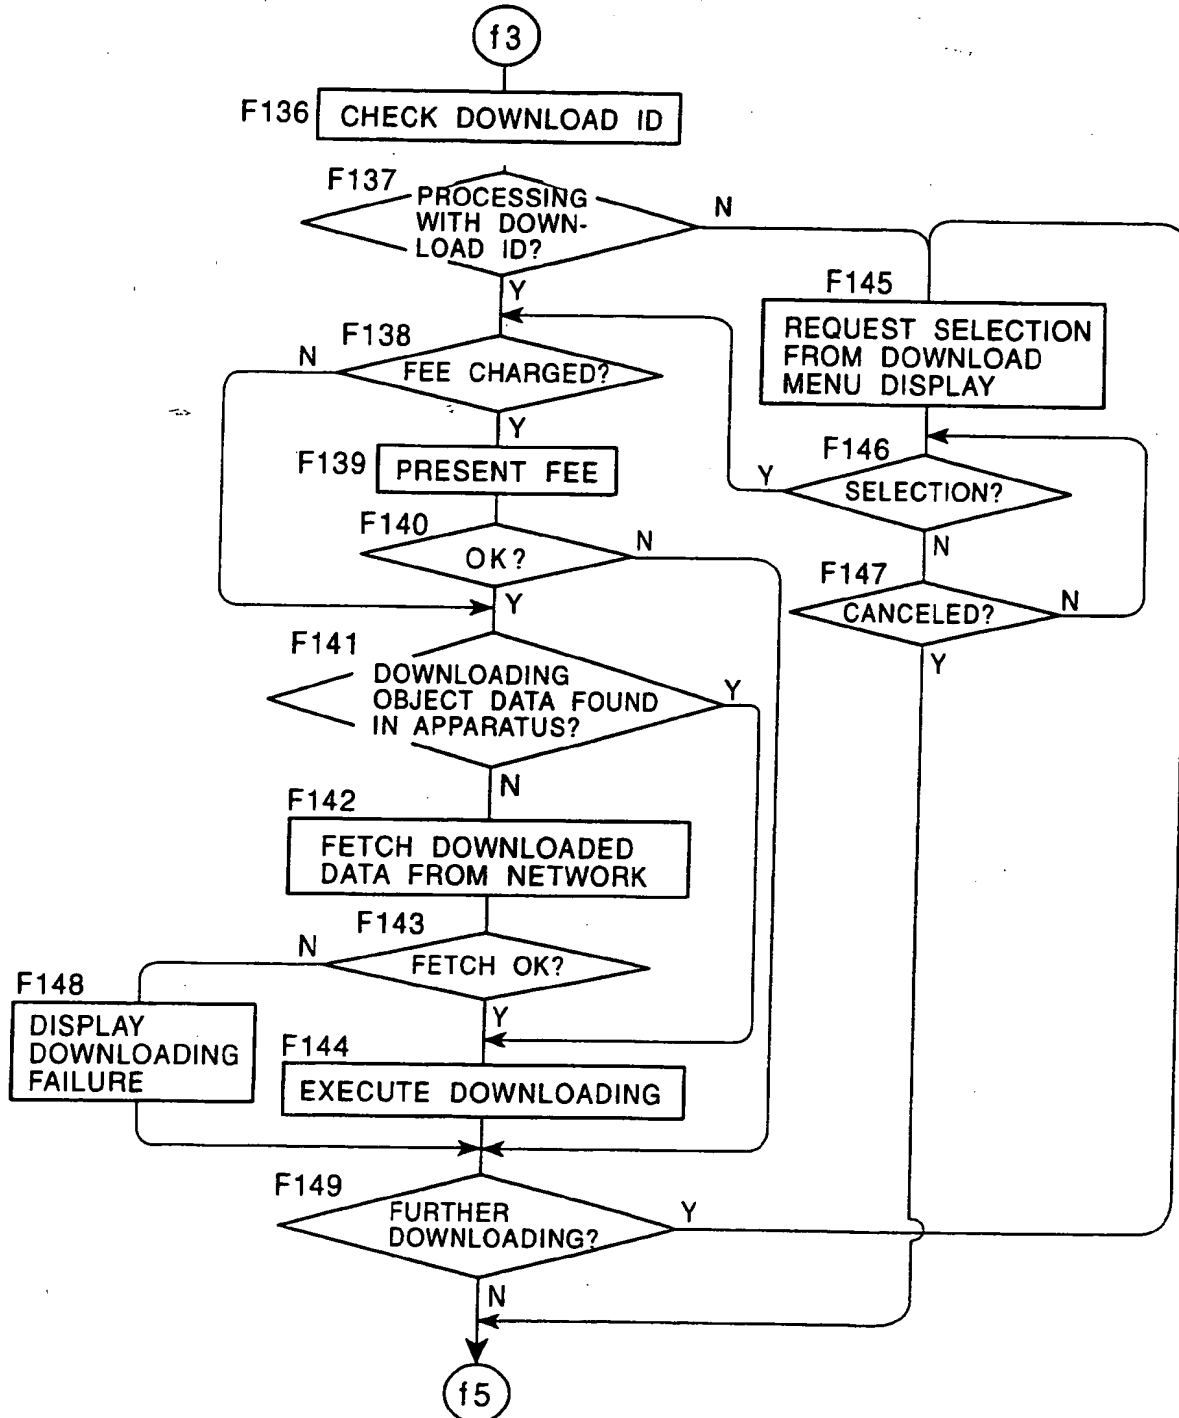 f3
F136
CHECK DOWNLOAD ID
F137
PROCESSING
WITH DOWN-
LOAD ID?
N
Y
F145
REQUEST SELECTION
FROM DOWNLOAD
MENU DISPLAY
F138
N
FEE CHARGED?
Y
F139
PRESENT FEE
F146
Y
SELECTION?
N
F140
OK?
N
Y
F147
CANCELED?
N
Y
F141
DOWNLOADING
OBJECT DATA FOUND
IN APPARATUS?
Y
N
F142
FETCH DOWNLOADED
DATA FROM NETWORK
F143
N
FETCH OK?
Y
F148
DISPLAY
DOWNLOADING
FAILURE
F144
EXECUTE DOWNLOADING
F149
FURTHER
DOWNLOADING?
Y
N
f5